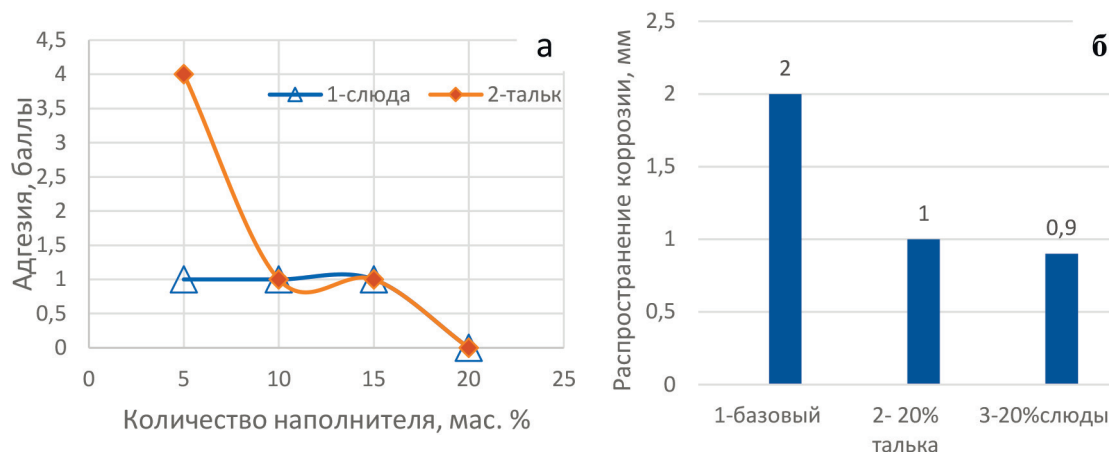 а
4,5
4
3,5
3
2,5
2
1,5
1
0,5
0
Адгезия, баллы
1-слюда 2-тальк
0 5 10 15 20 25
Количество наполнителя, мас. %
б
2,5
2
1,5
1
0,5
0
Распространение коррозии, мм
2
1
0,9
1-базовый 2- 20% 3-20%слюды
талька